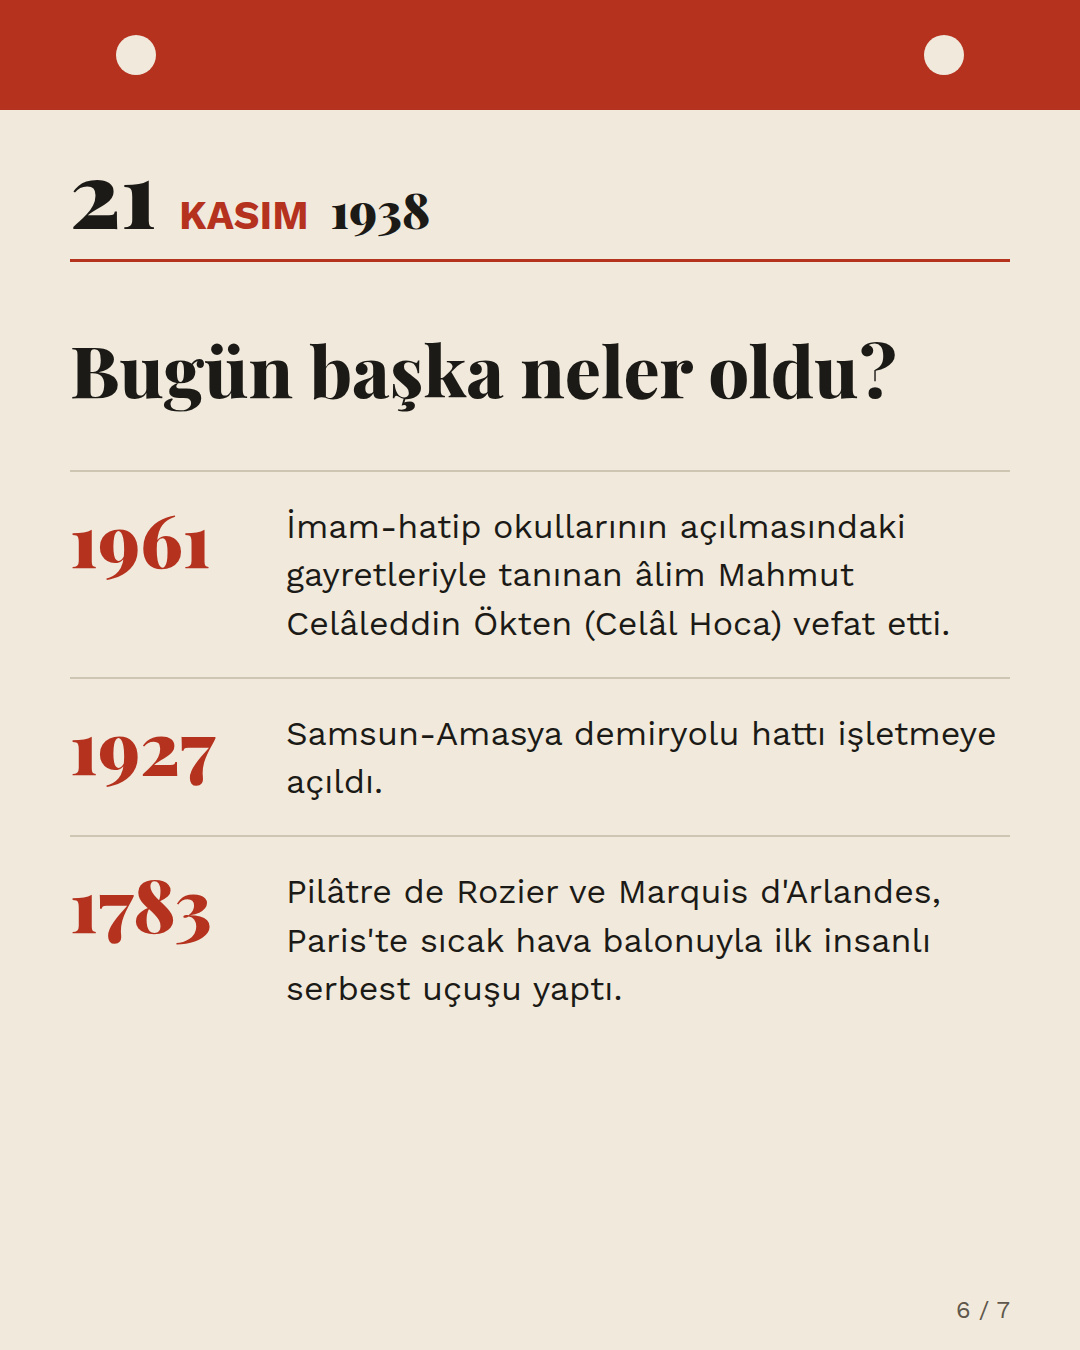 21 KASIM 1938
Bugün başka neler oldu?
1961
İmam-hatip okullarının açılmasındaki
gayretleriyle tanınan âlim Mahmut
Celâleddin Ökten (Celâl Hoca) vefat etti.
1927
Samsun-Amasya demiryolu hattı işletmeye
açıldı.
1783
Pilâtre de Rozier ve Marquis d'Arlandes,
Paris'te sıcak hava balonuyla ilk insanlı
serbest uçuşu yaptı.
6 / 7